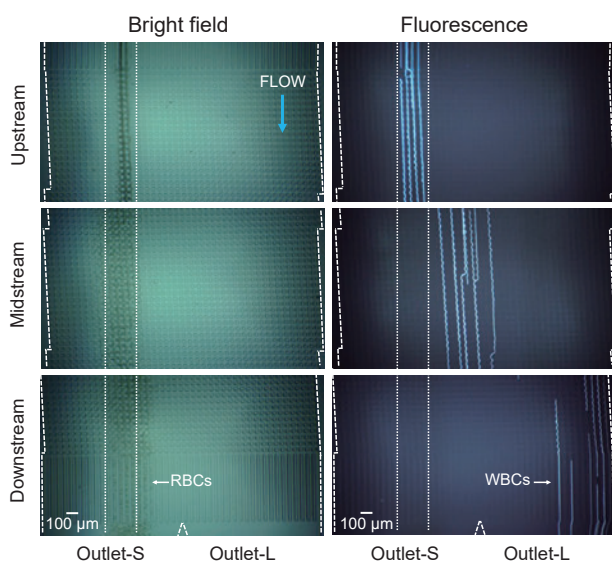 Bright field
Fluorescence
Upstream
FLOW
Midstream
Downstream
RBCs
WBCs
100 µm
100 µm
Outlet-S
Outlet-L
Outlet-S
Outlet-L